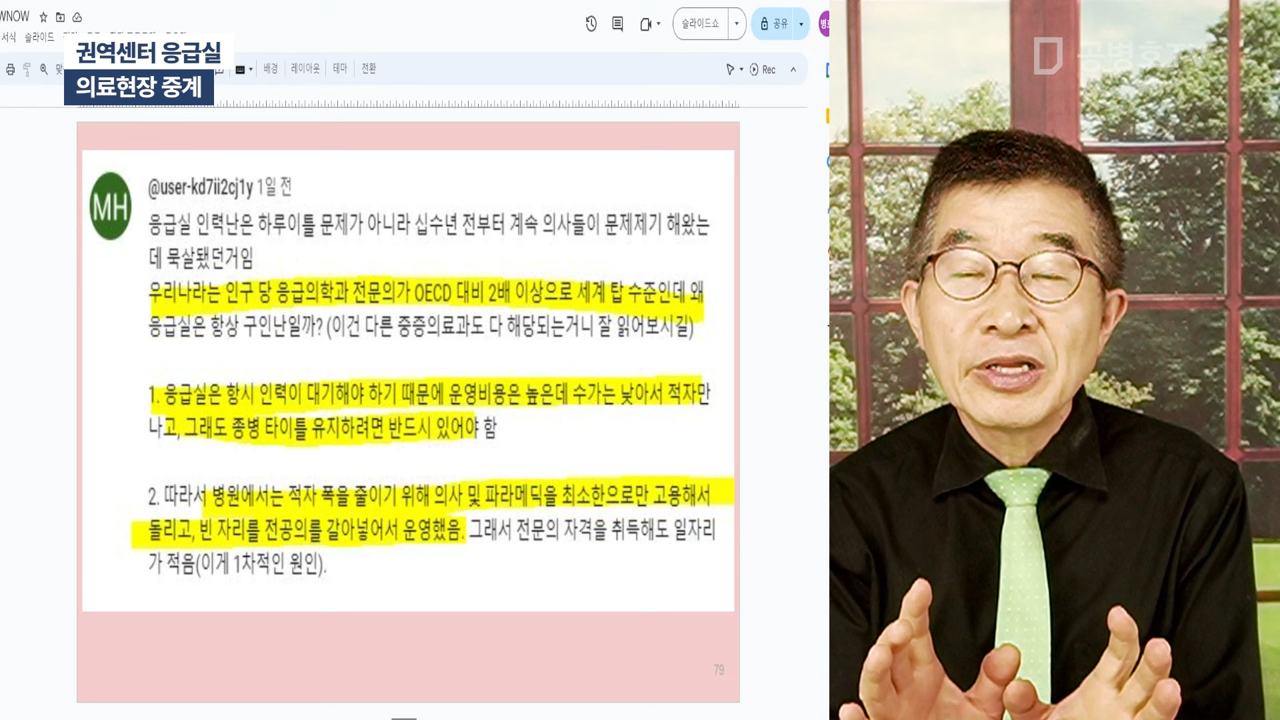 WNOW
서식 슬라이드
슬라이드쇼
공유
권역센터 응급실
의료현장 중계
배경 레이아웃 테마 전환
Rec
공병호TV
MH
@user-kd7ii2cj1y 1일 전
응급실 인력난은 하루이틀 문제가 아니라 십수년 전부터 계속 의사들이 문제제기 해왔는
데 묵살됐던거임
우리나라는 인구 당 응급의학과 전문의가 OECD 대비 2배 이상으로 세계 탑 수준인데 왜
응급실은 항상 구인난일까? (이건 다른 중증의료과도 다 해당되는거니 잘 읽어보시길)
1. 응급실은 항시 인력이 대기해야 하기 때문에 운영비용은 높은데 수가는 낮아서 적자만
나고, 그래도 종병 타이틀 유지하려면 반드시 있어야 함
2. 따라서 병원에서는 적자 폭을 줄이기 위해 의사 및 파라메딕을 최소한으로만 고용해서
돌리고, 빈 자리를 전공의를 갈아넣어서 운영했음. 그래서 전문의 자격을 취득해도 일자리
가 적음(이게 1차적인 원인).
79